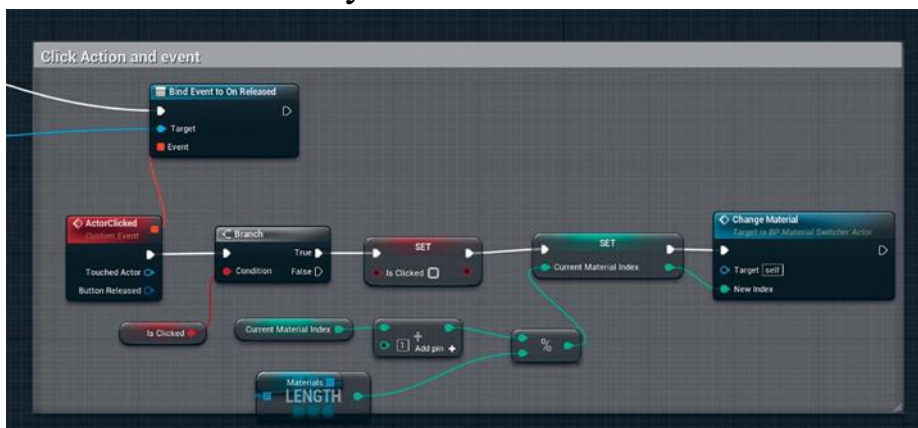 Click Action and event
Bind Event to On Released
Target
Event
ActorClicked
Custom Event
Touched Actor
Button Released
Branch
True
Condition
False
SET
Is Clicked
SET
Current Material Index
Change Material
Target is BP Material Switcher Actor
Target self
New Index
Is Clicked
Current Material Index
+
1
Add pin +
%
Materials
LENGTH